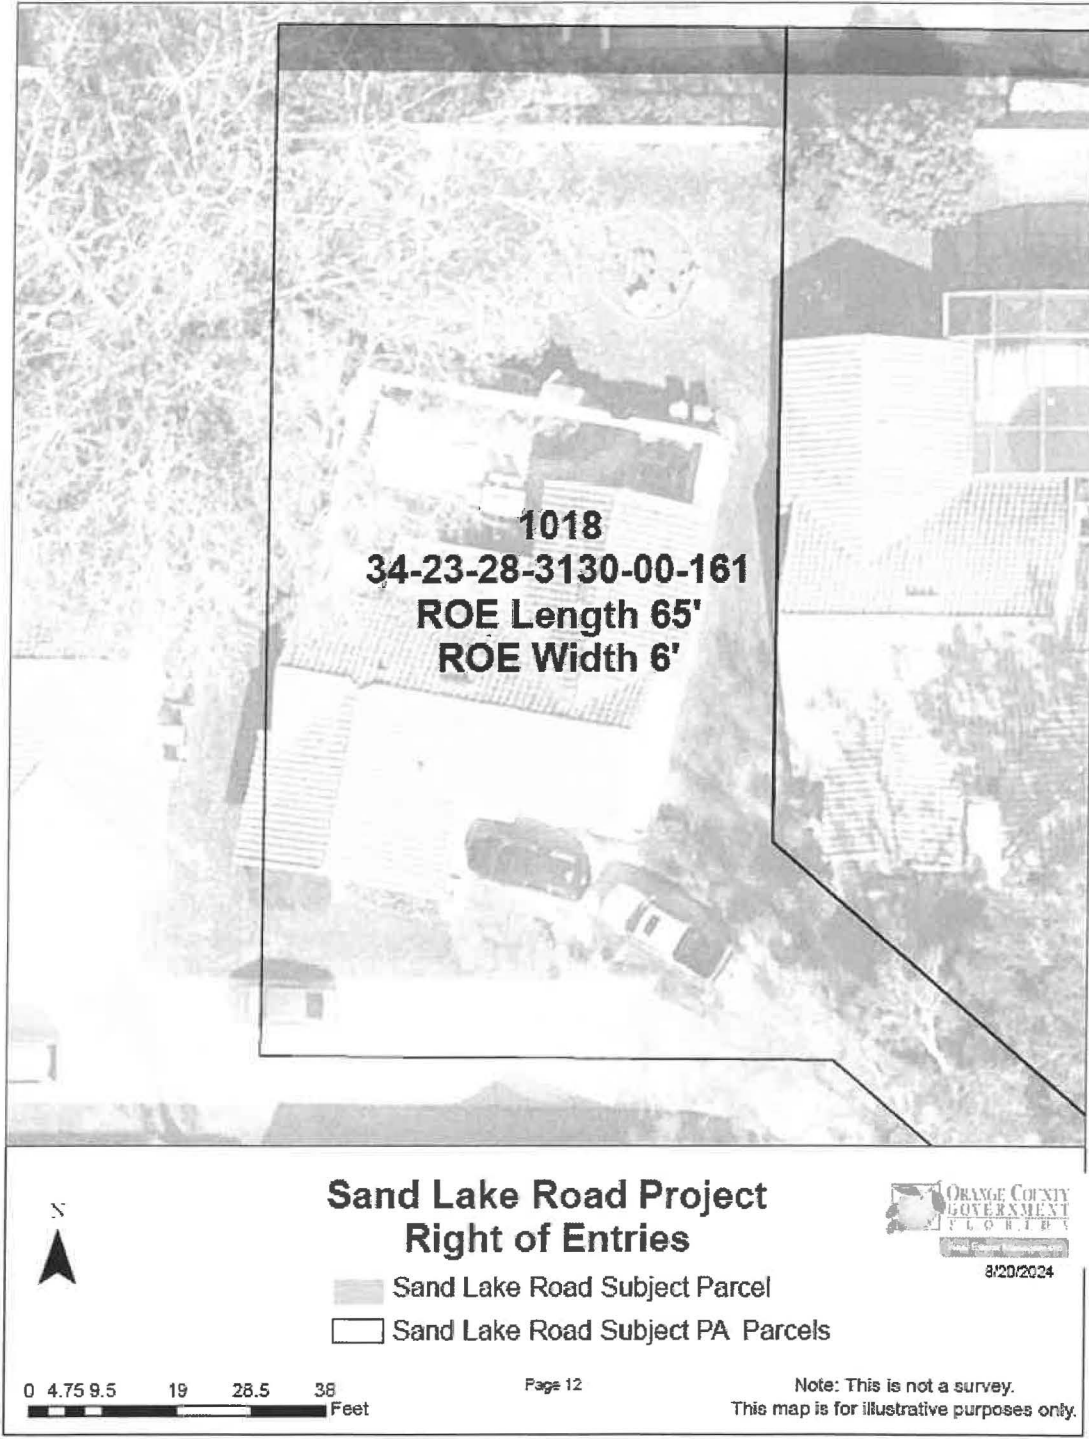 1018
34-23-28-3130-00-161
ROE Length 65'
ROE Width 6'
Sand Lake Road Project
Right of Entries
N
Sand Lake Road Subject Parcel
Sand Lake Road Subject PA Parcels
ORANGE COUNTY
GOVERNMENT
FLORIDA
8/20/2024
0 4.75 9.5 19 28.5 38
Feet
Page 12
Note: This is not a survey.
This map is for illustrative purposes only.